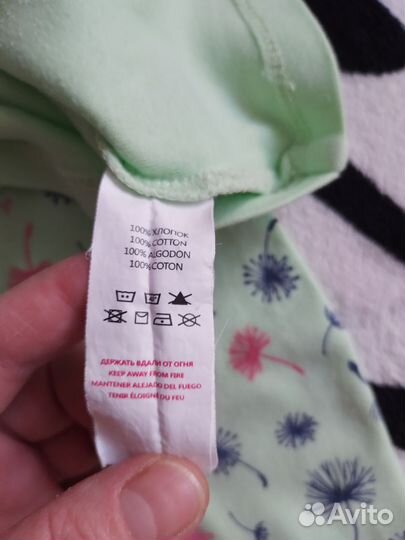 100% ХЛОПОК
100% COTTON
100% ALGODON
100% COTON
ДЕРЖАТЬ ВДАЛИ ОТ ОГНЯ
KEEP AWAY FROM FIRE
MANTENER ALEJADO DEL FUEGO
TENIR ÉLOIGNÉ DU FEU
Avito